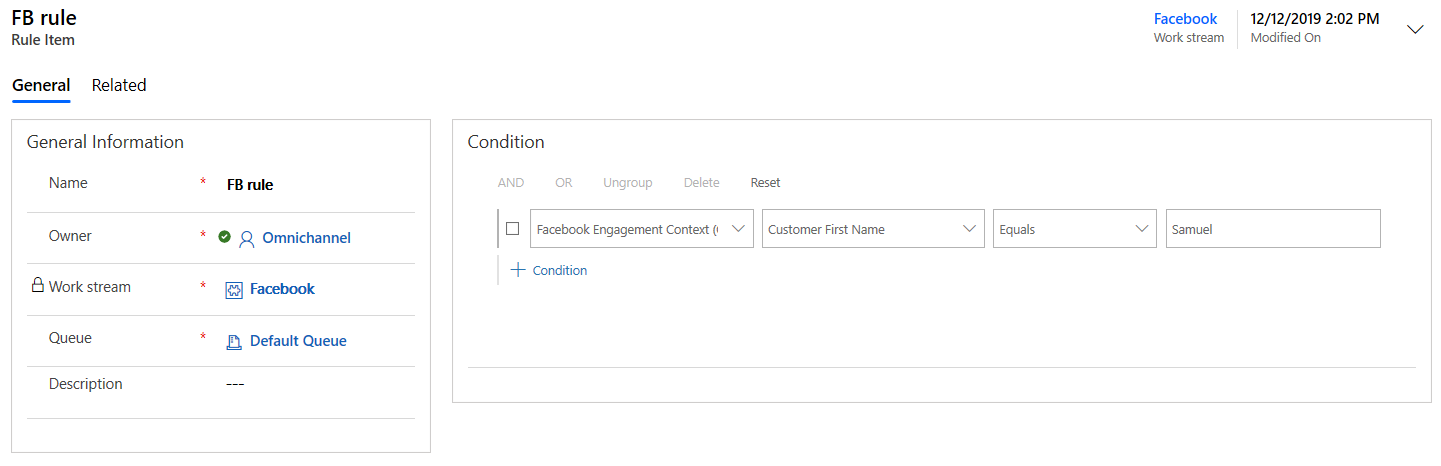 FB rule
Rule Item
Facebook
Work stream
12/12/2019 2:02 PM
Modified On
General
Related
General Information
Name * FB rule
Owner * Omnichannel
Work stream * Facebook
Queue * Default Queue
Description ---
Condition
AND OR Ungroup Delete Reset
Facebook Engagement Context ( Customer First Name Equals Samuel
Condition